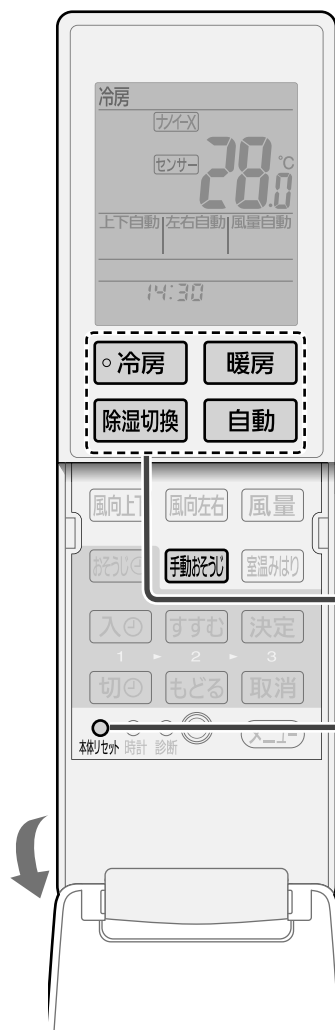 冷房
ナノイーX
センサー 28.0 ℃
上下自動 左右自動 風量自動
14:30
冷房 暖房
除湿切換 自動
風向上下 風向左右 風量
おそうじ 手動おそうじ 室温みはり
入 すすむ 決定
1 ► 2 ► 3
切 もどる 取消
本体リセット 時計 診断 メニュー